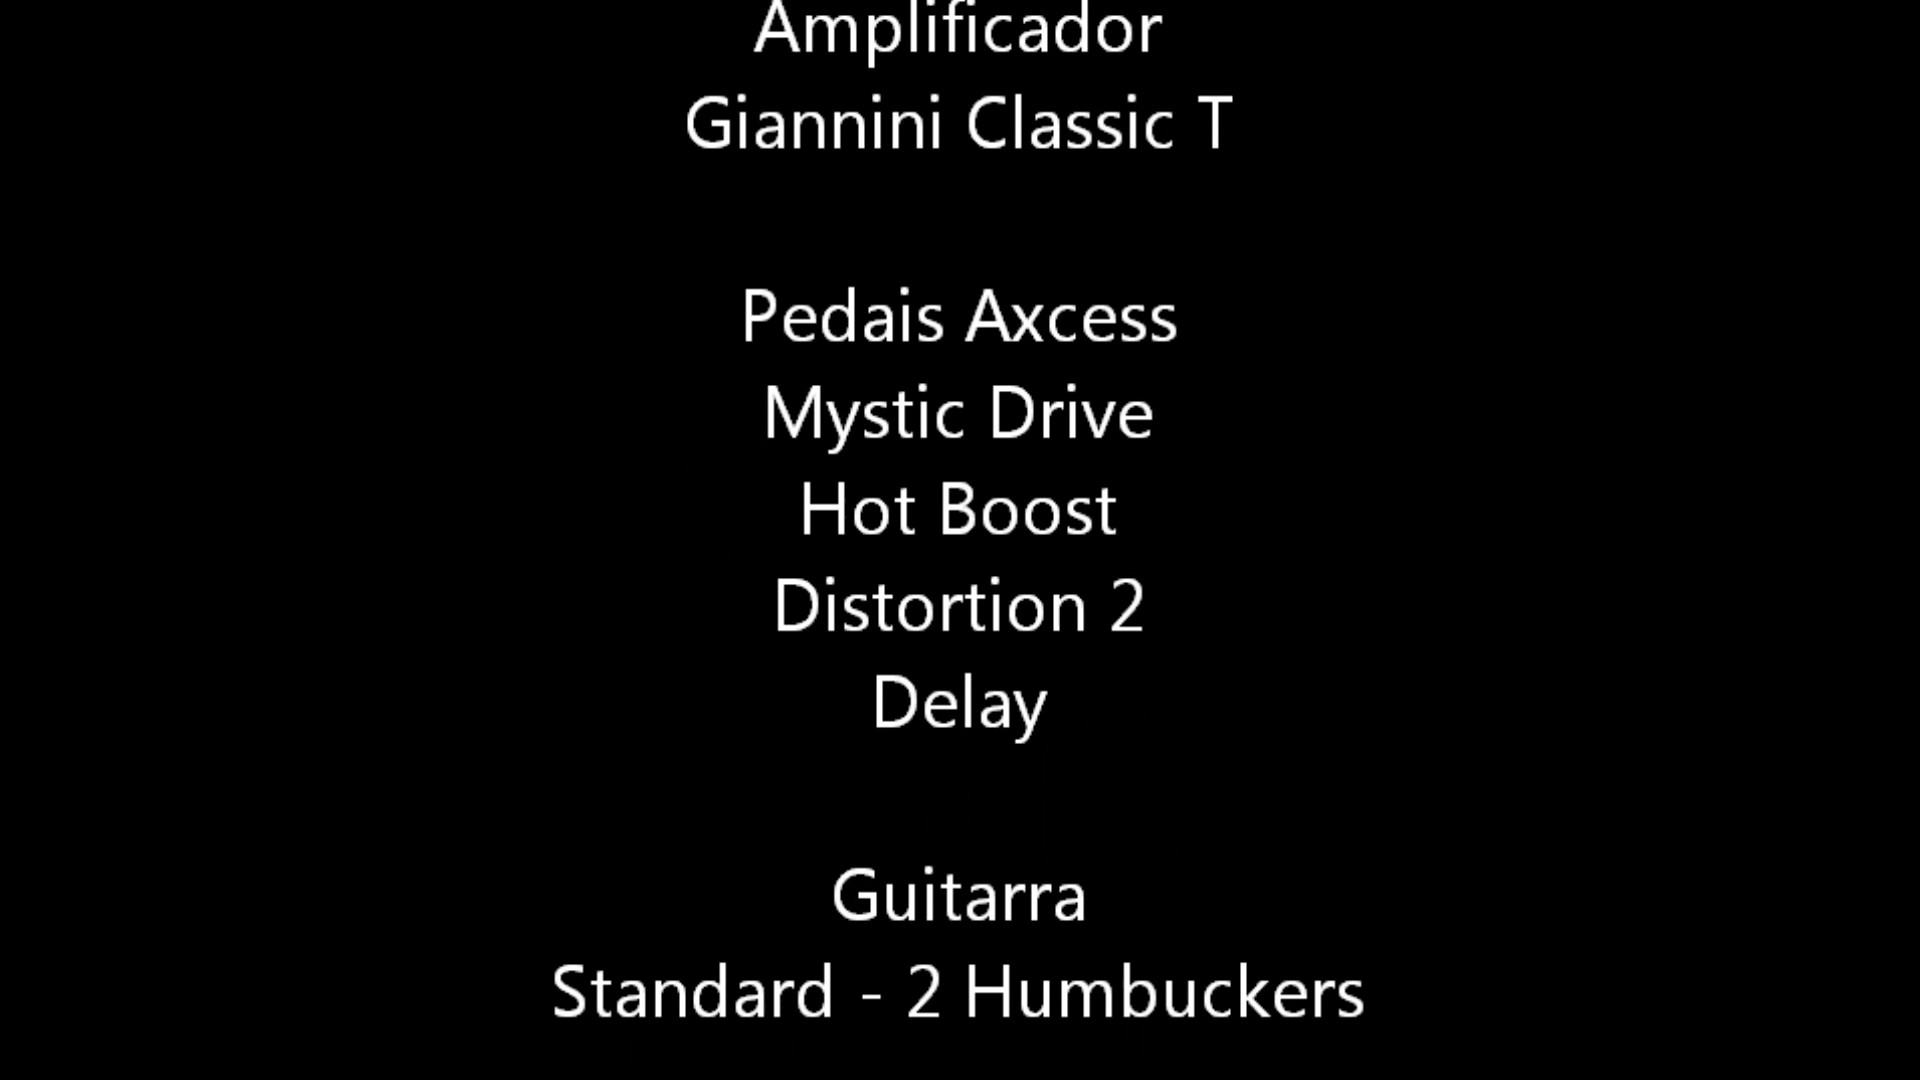 Amplificador
Giannini Classic T
Pedais Axcess
Mystic Drive
Hot Boost
Distortion 2
Delay
Guitarra
Standard - 2 Humbuckers